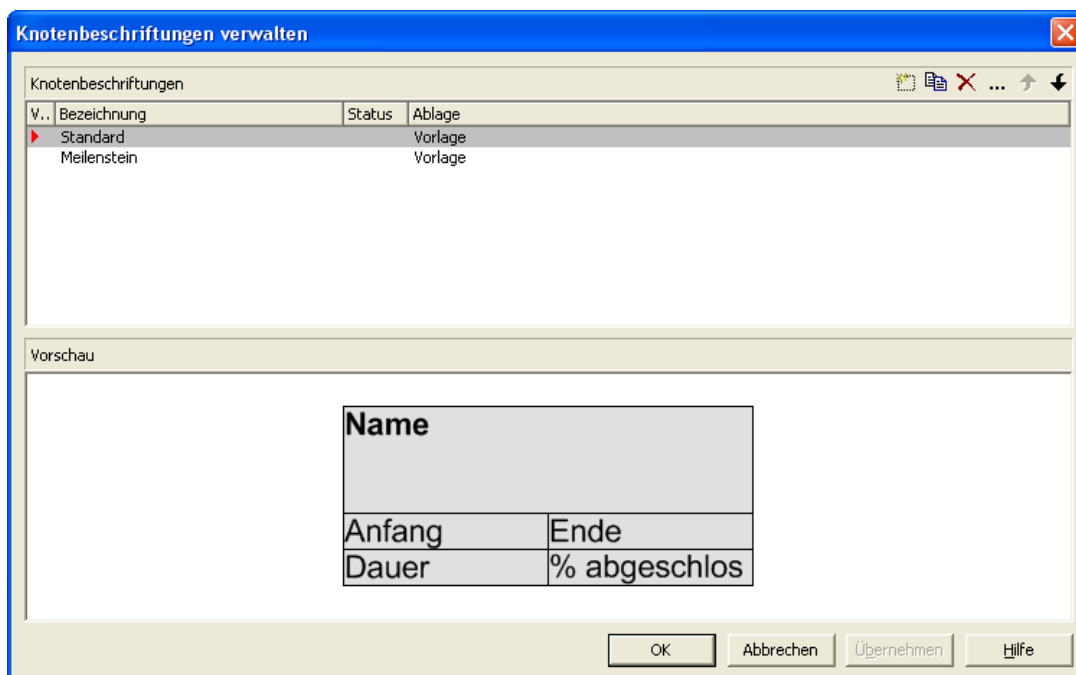 Knotenbeschriftungen verwalten
Knotenbeschriftungen ...
V.. Bezeichnung Status Ablage
Standard Vorlage
Meilenstein Vorlage
Vorschau
Name
Anfang Ende
Dauer % abgeschlos
OK Abbrechen Übernehmen Hilfe